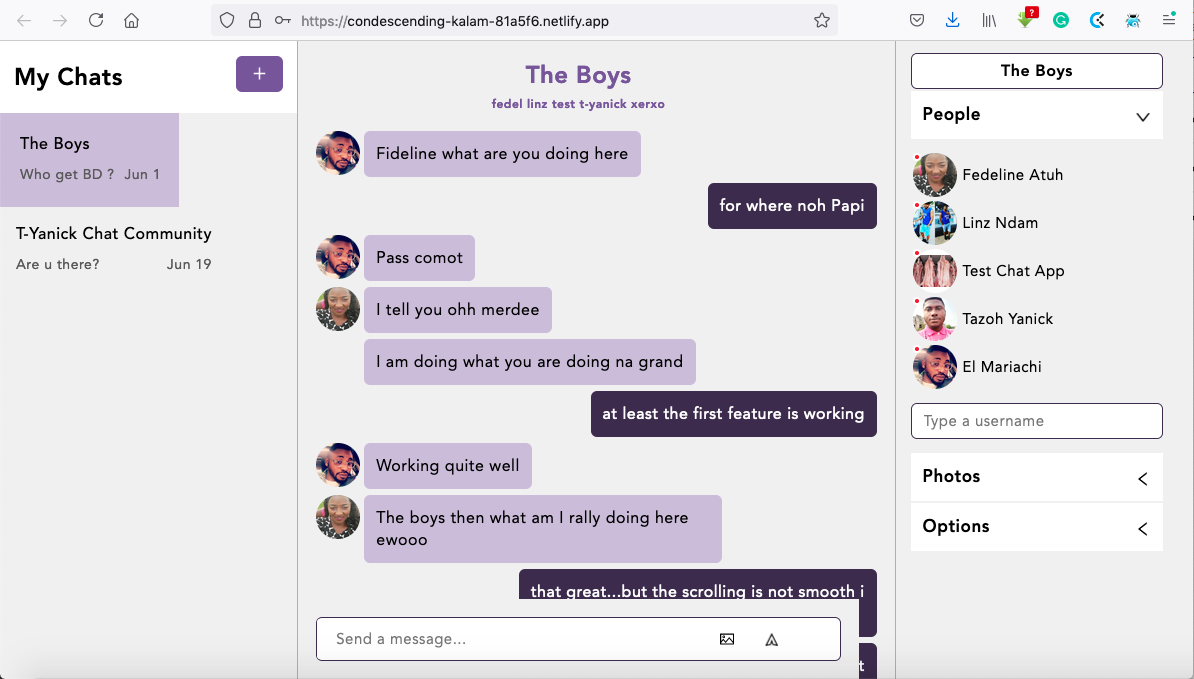 https://condescending-kalam-81a5f6.netlify.app
?
My Chats
+
The Boys
Who get BD ? Jun 1
T-Yanick Chat Community
Are u there? Jun 19
The Boys
fedel linz test t-yanick xerxo
Fideline what are you doing here
for where noh Papi
Pass comot
I tell you ohh merdee
I am doing what you are doing na grand
at least the first feature is working
Working quite well
The boys then what am I rally doing here
ewooo
that great...but the scrolling is not smooth i
t
Send a message...
The Boys
People
Fedeline Atuh
Linz Ndam
Test Chat App
Tazoh Yanick
El Mariachi
Type a username
Photos
Options